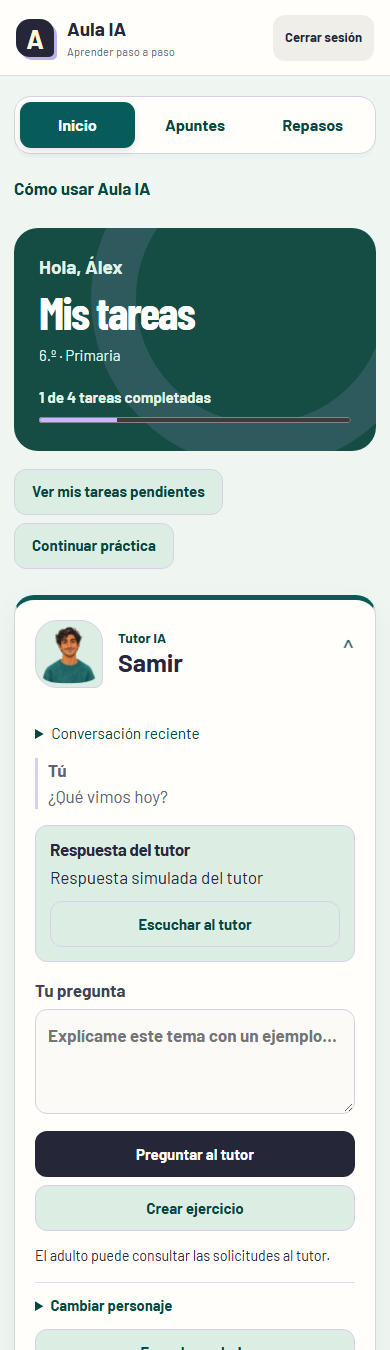 A
Aula IA
Aprender paso a paso
Cerrar sesión
Inicio
Apuntes
Repasos
Cómo usar Aula IA
Hola, Álex
Mis tareas
6.º · Primaria
1 de 4 tareas completadas
Ver mis tareas pendientes
Continuar práctica
Tutor IA
Samir
Conversación reciente
Tú
¿Qué vimos hoy?
Respuesta del tutor
Respuesta simulada del tutor
Escuchar al tutor
Tu pregunta
Explícame este tema con un ejemplo...
Preguntar al tutor
Crear ejercicio
El adulto puede consultar las solicitudes al tutor.
Cambiar personaje